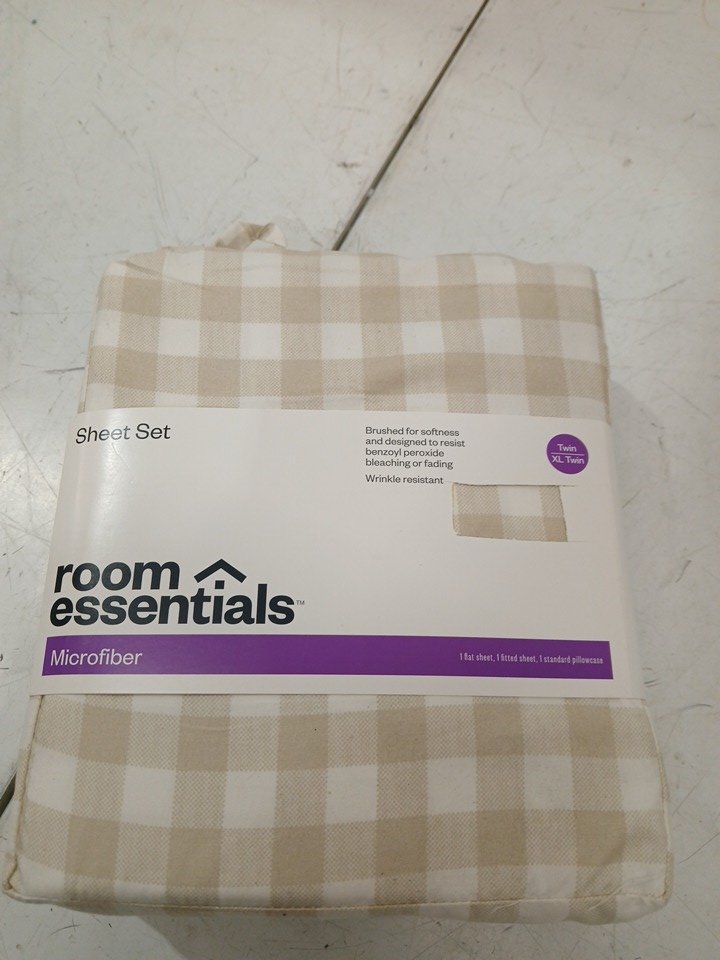 Sheet Set
Brushed for softness
and designed to resist
benzoyl peroxide
bleaching or fading
Wrinkle resistant
Twin
XL Twin
room
essentials™
Microfiber
1 flat sheet, 1 fitted sheet, 1 standard pillowcase